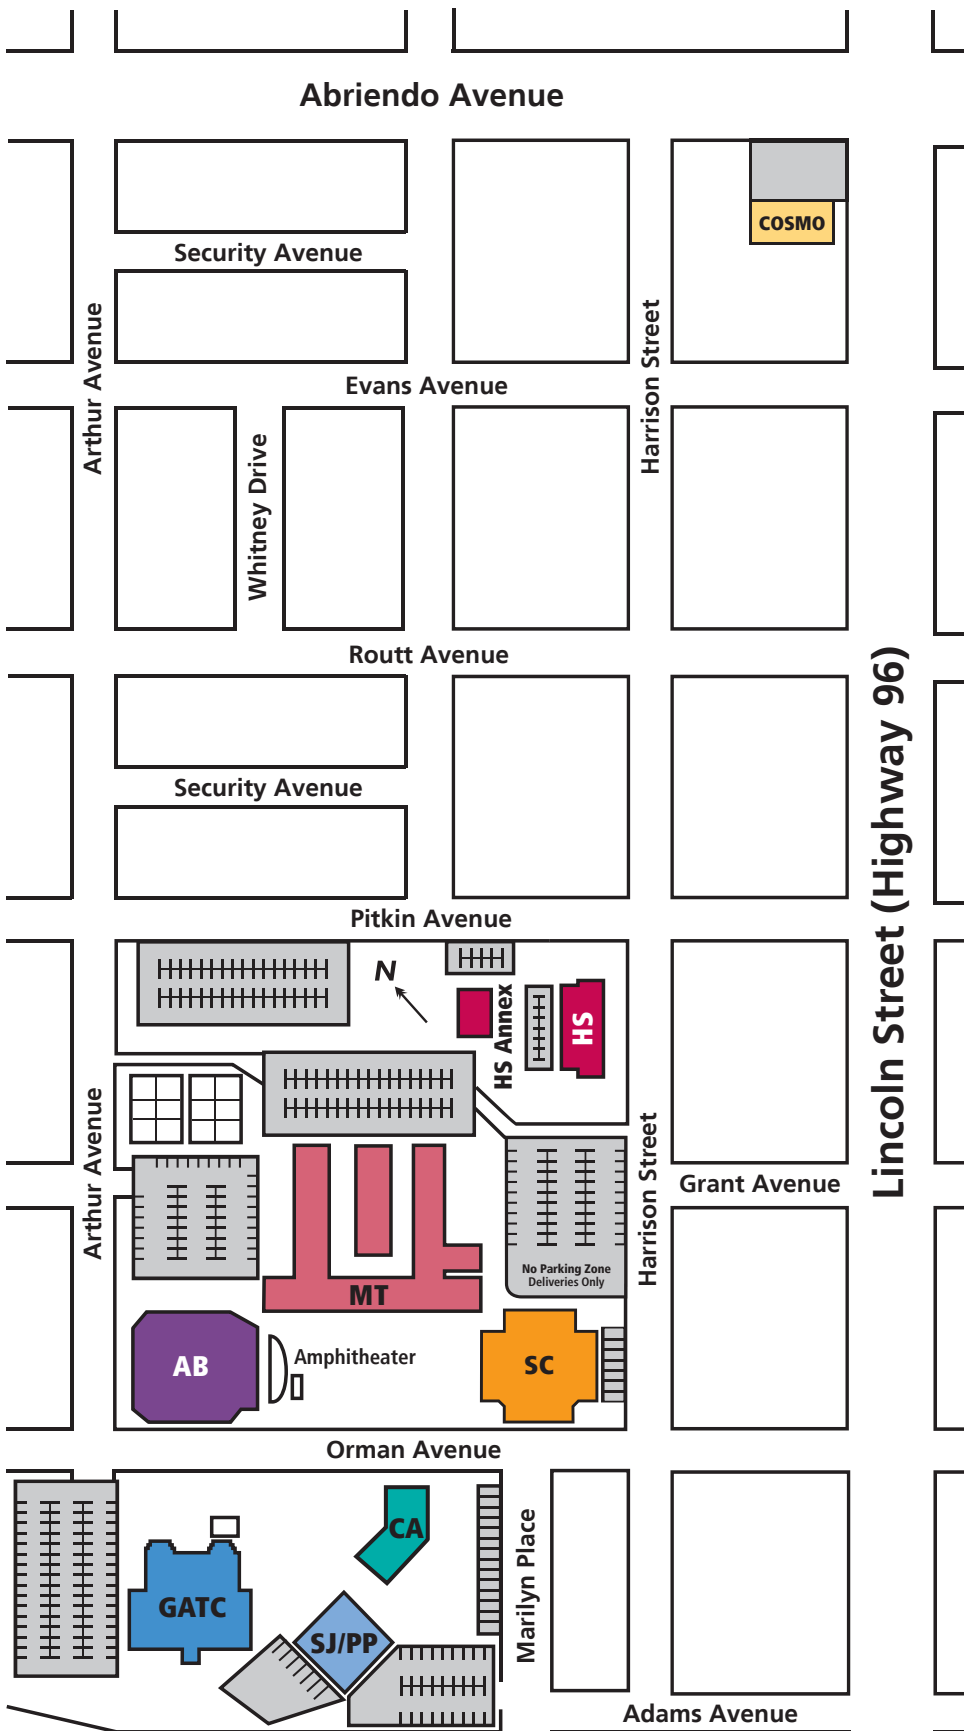 Abriendo Avenue
COSMO
Security Avenue
Arthur Avenue
Harrison Street
Evans Avenue
Whitney Drive
Routt Avenue
Lincoln Street (Highway 96)
Security Avenue
Pitkin Avenue
N
HS Annex
HS
Arthur Avenue
Harrison Street
Grant Avenue
No Parking Zone
Deliveries Only
MT
AB
Amphitheater
SC
Orman Avenue
CA
Marilyn Place
GATC
SJ/PP
Adams Avenue